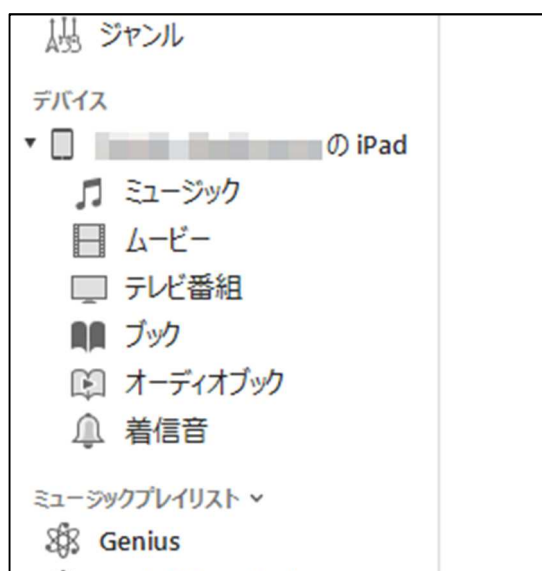 ジャンル
デバイス
の iPad
ミュージック
ムービー
テレビ番組
ブック
オーディオブック
着信音
ミュージックプレイリスト
Genius